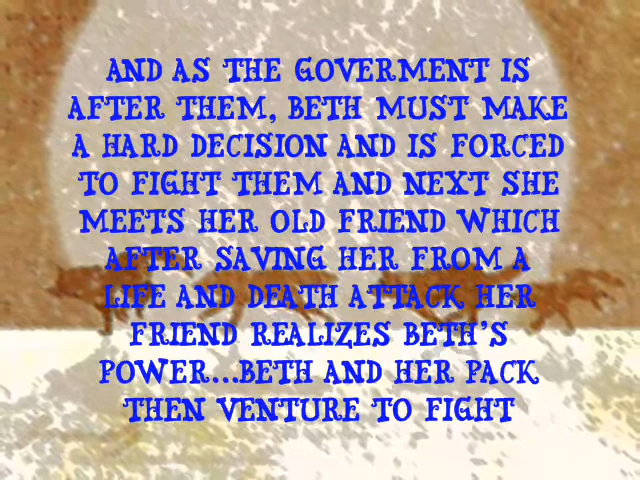 AND AS THE GOVERMENT IS
AFTER THEM, BETH MUST MAKE
A HARD DECISION AND IS FORCED
TO FIGHT THEM AND NEXT SHE
MEETS HER OLD FRIEND WHICH
AFTER SAVING HER FROM A
LIFE AND DEATH ATTACK HER
FRIEND REALIZES BETH'S
POWER...BETH AND HER PACK
THEN VENTURE TO FIGHT